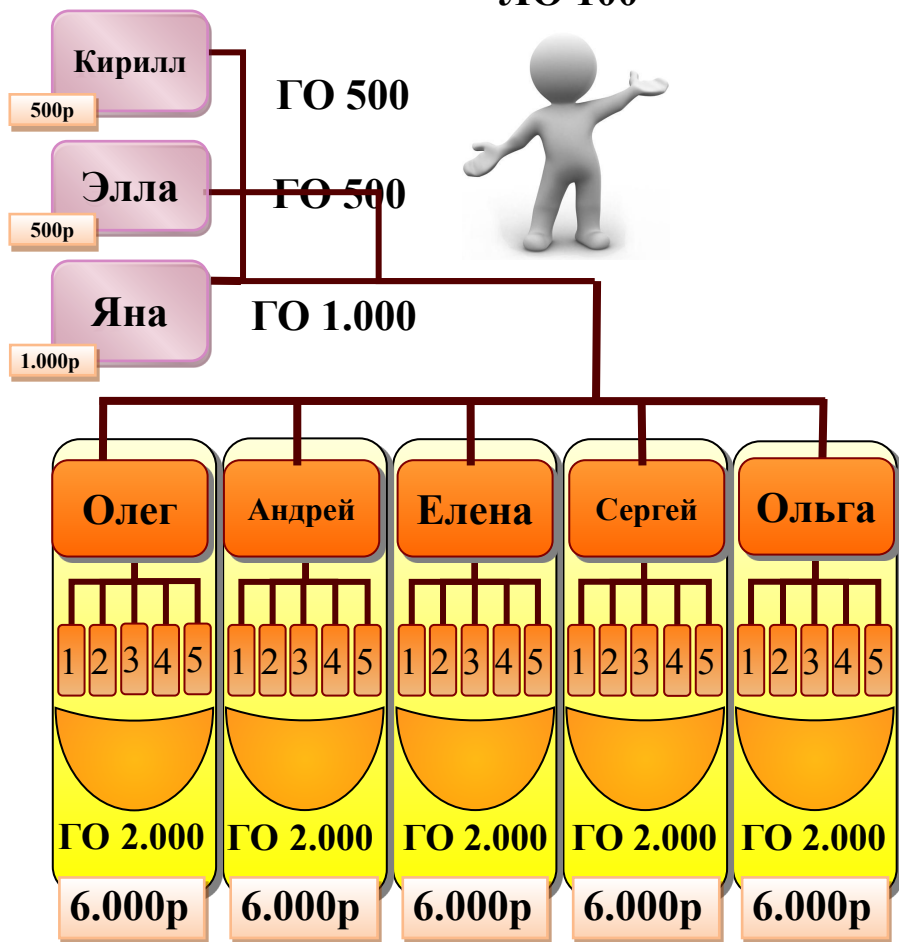 ЛО 100
Кирилл
500р
ГО 500
Элла
500р
ГО 500
Яна
1.000р
ГО 1.000
Олег
Андрей
Елена
Сергей
Ольга
1 2 3 4 5
1 2 3 4 5
1 2 3 4 5
1 2 3 4 5
1 2 3 4 5
ГО 2.000
ГО 2.000
ГО 2.000
ГО 2.000
ГО 2.000
6.000р
6.000р
6.000р
6.000р
6.000р